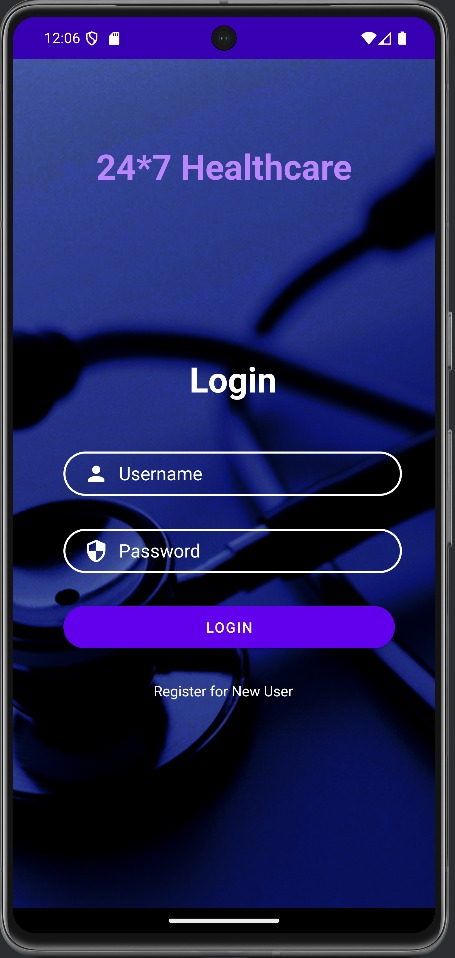 12:06
24*7 Healthcare
Login
Username
Password
LOGIN
Register for New User